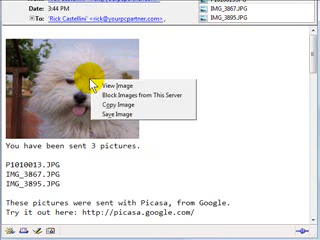 Date: 3:44 PM
To: 'Rick Castellini' <rick@yourpcpartner.com> ,
IMG_3867.JPG
IMG_3895.JPG
View Image
Block Images from This Server
Copy Image
Save Image
You have been sent 3 pictures.
P1010013.JPG
IMG_3867.JPG
IMG_3895.JPG
These pictures were sent with Picasa, from Google.
Try it out here: http://picasa.google.com/